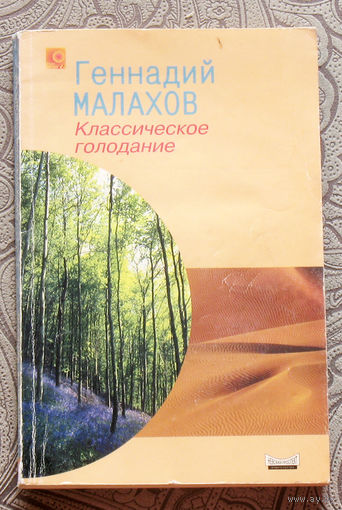 Геннадий
МАЛАХОВ
Классическое
голодание